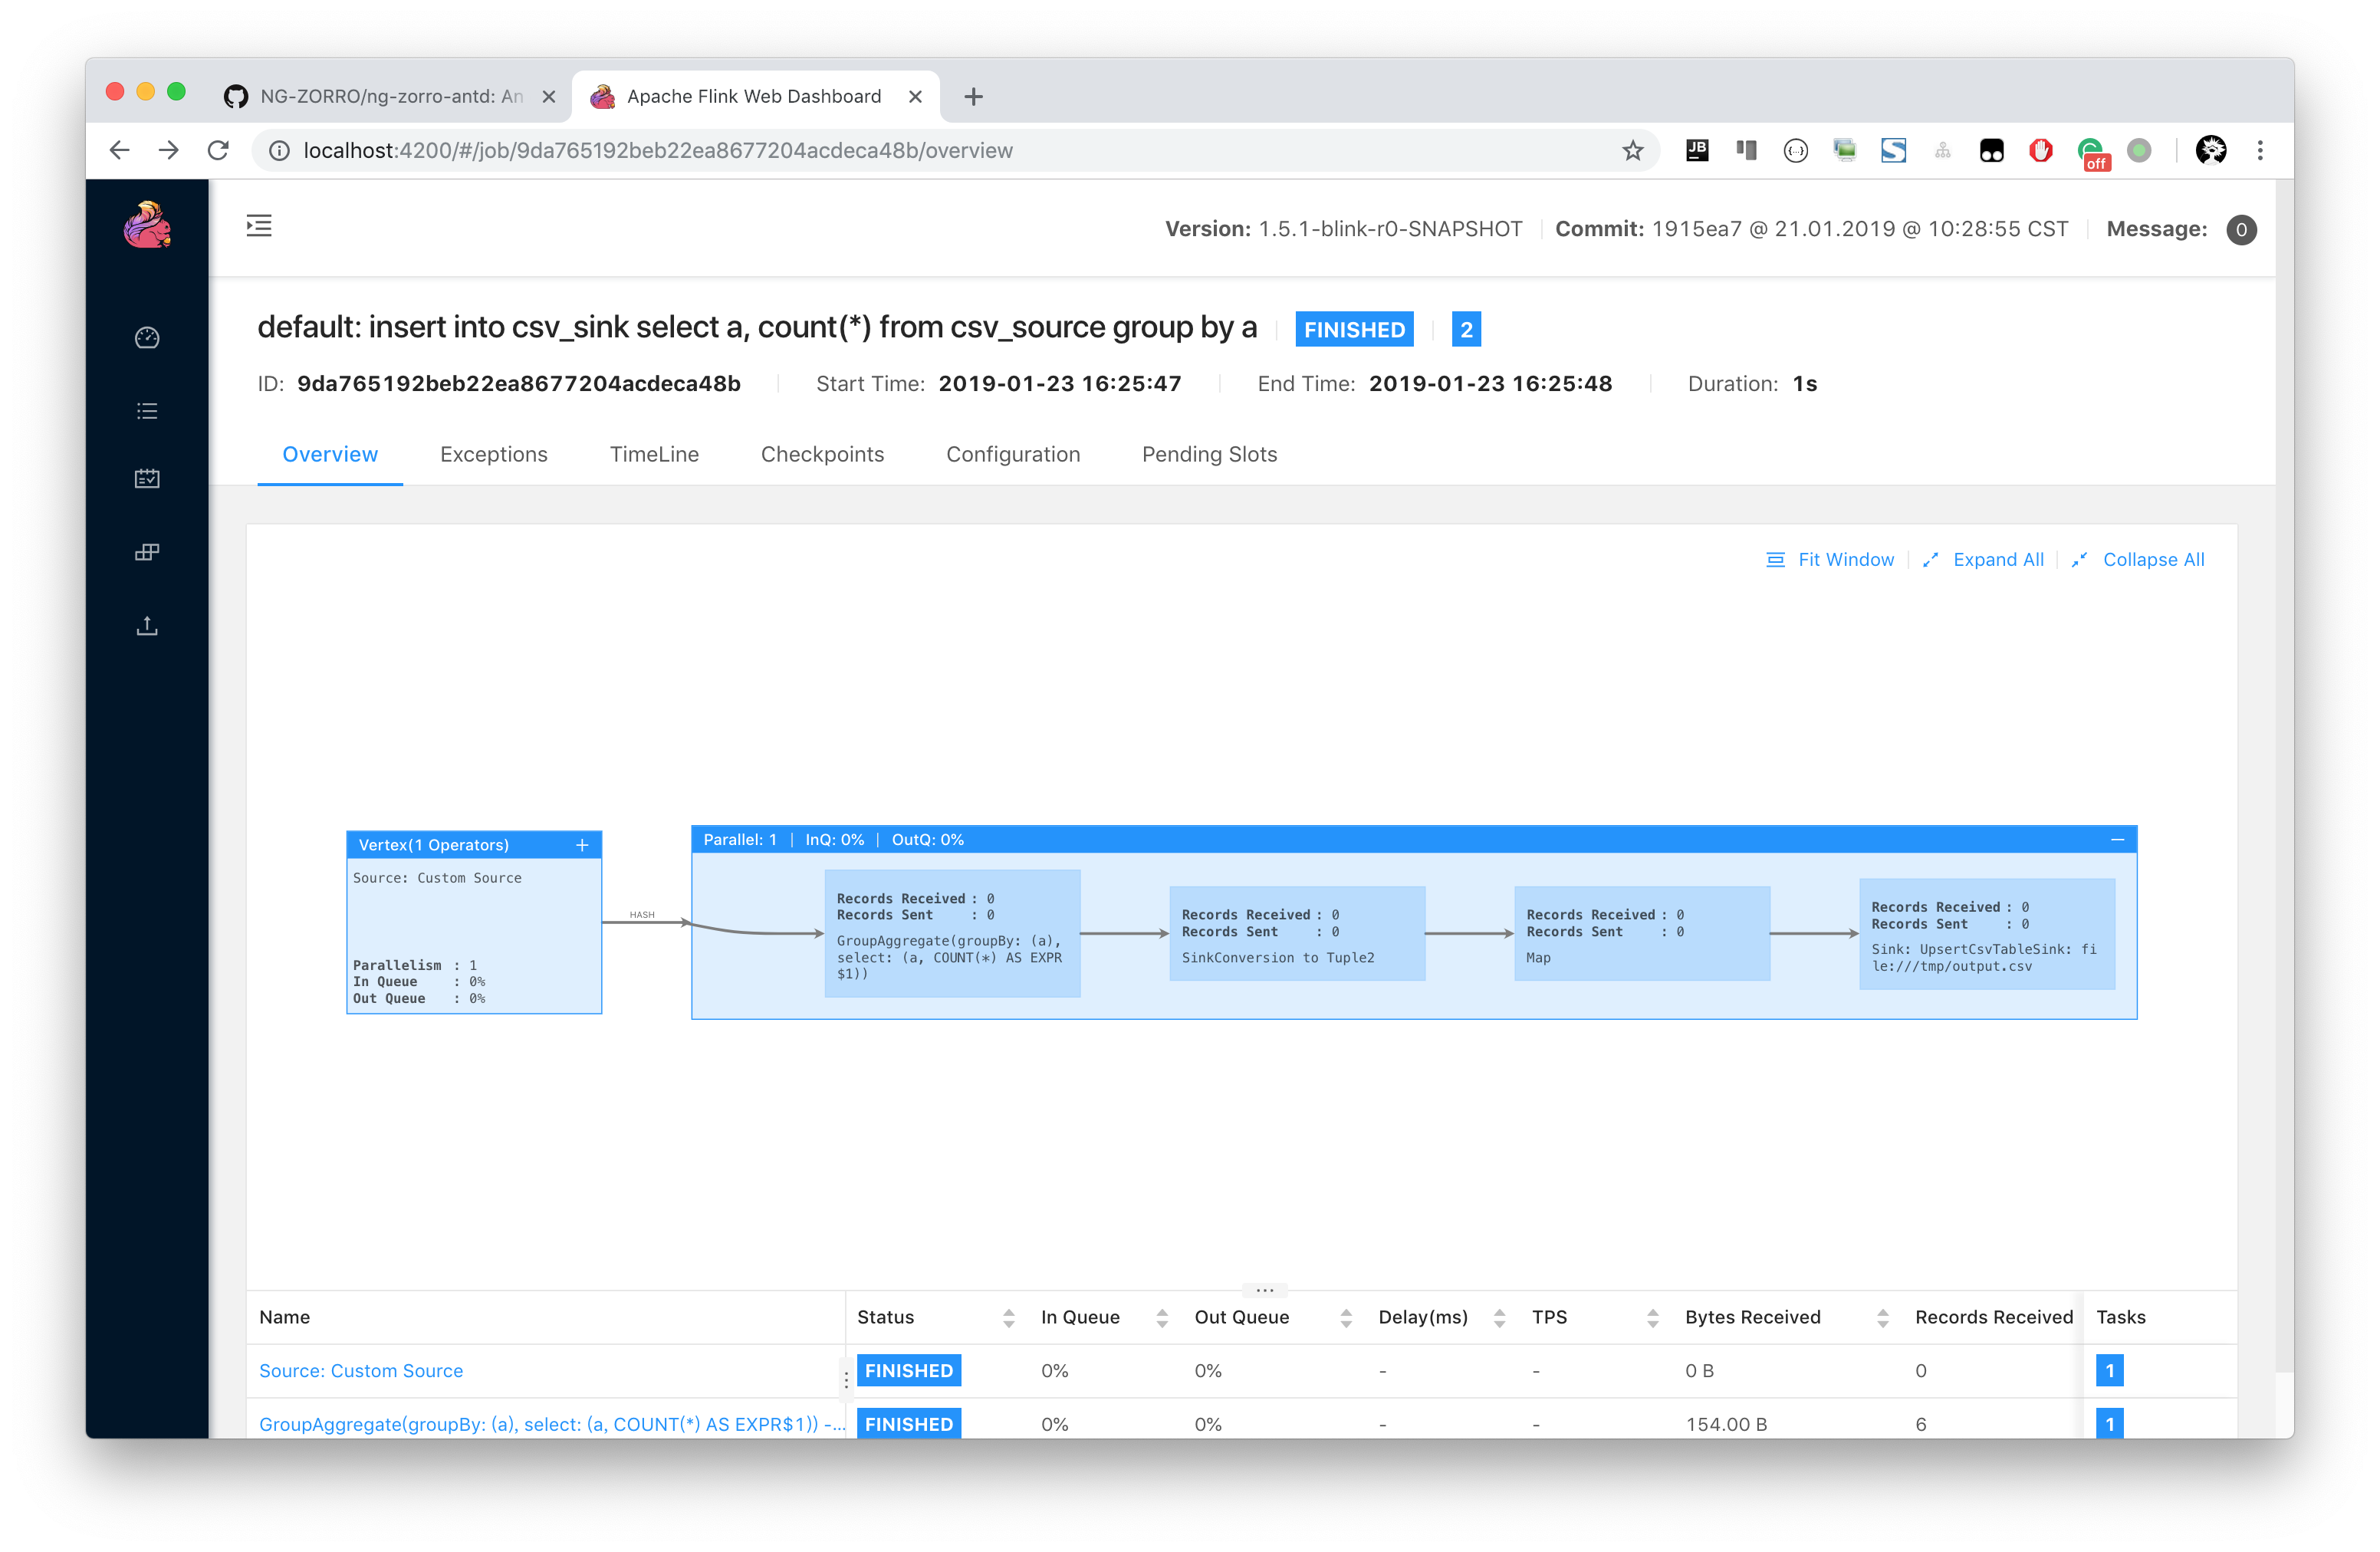 NG-ZORRO/ng-zorro-antd: An
Apache Flink Web Dashboard
localhost:4200/#/job/9da765192beb22ea8677204acdeca48b/overview
JB
{...}
S
off
Version: 1.5.1-blink-r0-SNAPSHOT
Commit: 1915ea7 @ 21.01.2019 @ 10:28:55 CST
Message: 0
default: insert into csv_sink select a, count(*) from csv_source group by a
FINISHED
2
ID: 9da765192beb22ea8677204acdeca48b
Start Time: 2019-01-23 16:25:47
End Time: 2019-01-23 16:25:48
Duration: 1s
Overview
Exceptions
TimeLine
Checkpoints
Configuration
Pending Slots
Fit Window
Expand All
Collapse All
Vertex(1 Operators)
Source: Custom Source
Parallelism : 1
In Queue : 0%
Out Queue : 0%
HASH
Parallel: 1 | InQ: 0% | OutQ: 0%
Records Received : 0
Records Sent : 0
GroupAggregate(groupBy: (a),
select: (a, COUNT(*) AS EXPR
$1))
Records Received : 0
Records Sent : 0
SinkConversion to Tuple2
Records Received : 0
Records Sent : 0
Map
Records Received : 0
Records Sent : 0
Sink: UpsertCsvTableSink: fi
le:///tmp/output.csv
Name Status In Queue Out Queue Delay(ms) TPS Bytes Received Records Received Tasks
Source: Custom Source FINISHED 0% 0% - - 0 B 0 1
GroupAggregate(groupBy: (a), select: (a, COUNT(*) AS EXPR$1)) -... FINISHED 0% 0% - - 154.00 B 6 1